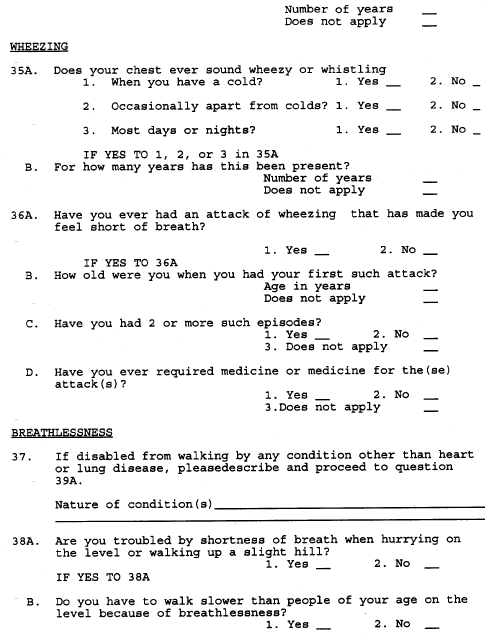 Number of years __
Does not apply __
WHEEZING
35A. Does your chest ever sound wheezy or whistling
1. When you have a cold? 1. Yes __ 2. No _
2. Occasionally apart from colds? 1. Yes __ 2. No _
3. Most days or nights? 1. Yes __ 2. No _
IF YES TO 1, 2, or 3 in 35A
B. For how many years has this been present?
Number of years __
Does not apply __
36A. Have you ever had an attack of wheezing that has made you
feel short of breath?
1. Yes __ 2. No __
IF YES TO 36A
B. How old were you when you had your first such attack?
Age in years __
Does not apply __
C. Have you had 2 or more such episodes?
1. Yes __ 2. No __
3. Does not apply __
D. Have you ever required medicine or medicine for the(se)
attack(s)?
1. Yes __ 2. No __
3.Does not apply __
BREATHLESSNESS
37. If disabled from walking by any condition other than heart
or lung disease, pleasedescribe and proceed to question
39A.
Nature of condition(s)____________________
38A. Are you troubled by shortness of breath when hurrying on
the level or walking up a slight hill?
1. Yes __ 2. No __
IF YES TO 38A
B. Do you have to walk slower than people of your age on the
level because of breathlessness?
1. Yes __ 2. No __